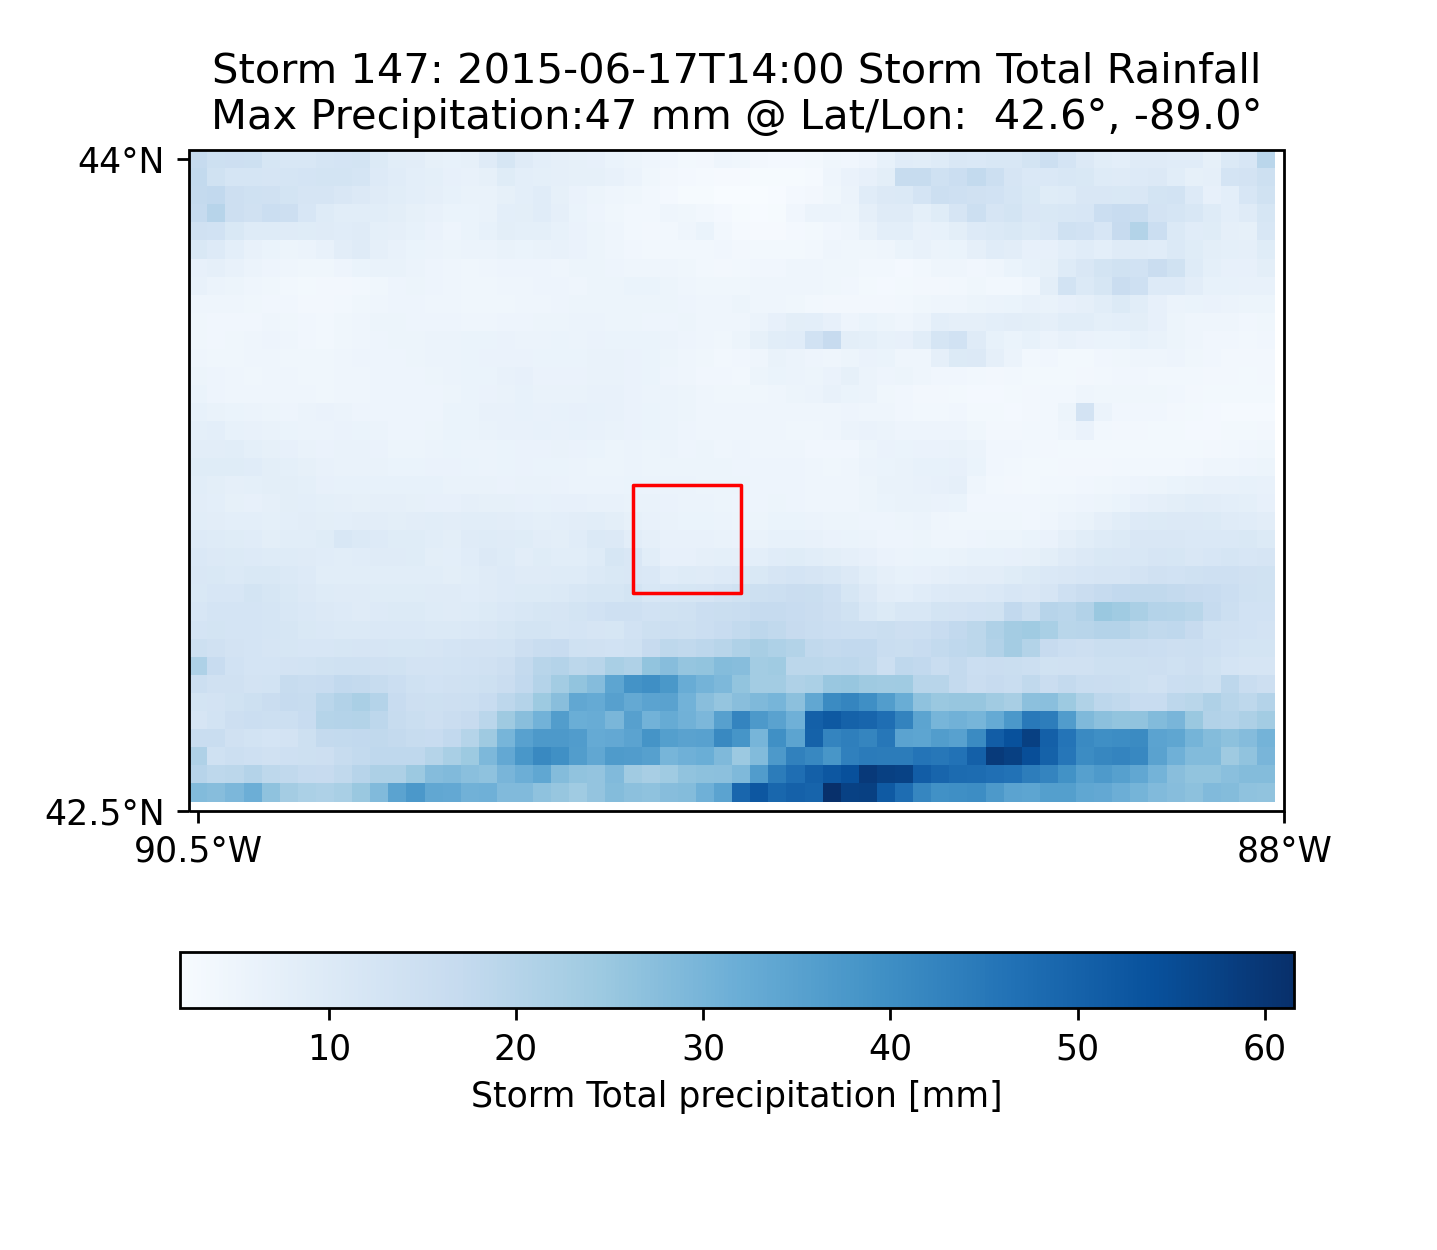 Storm 147: 2015-06-17T14:00 Storm Total Rainfall
Max Precipitation:47 mm @ Lat/Lon:  42.6°, -89.0°
44°N
42.5°N
90.5°W 88°W
10 20 30 40 50 60
Storm Total precipitation [mm]